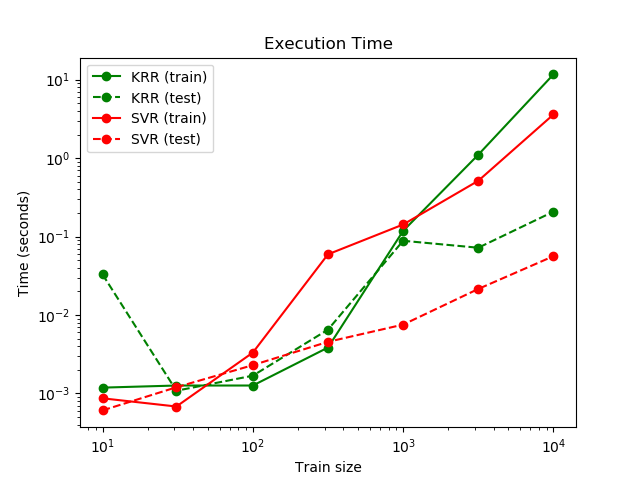 Execution Time
KRR (train)
KRR (test)
SVR (train)
SVR (test)
Time (seconds)
10¹
10⁰
10⁻¹
10⁻²
10⁻³
10¹
10²
10³
10⁴
Train size